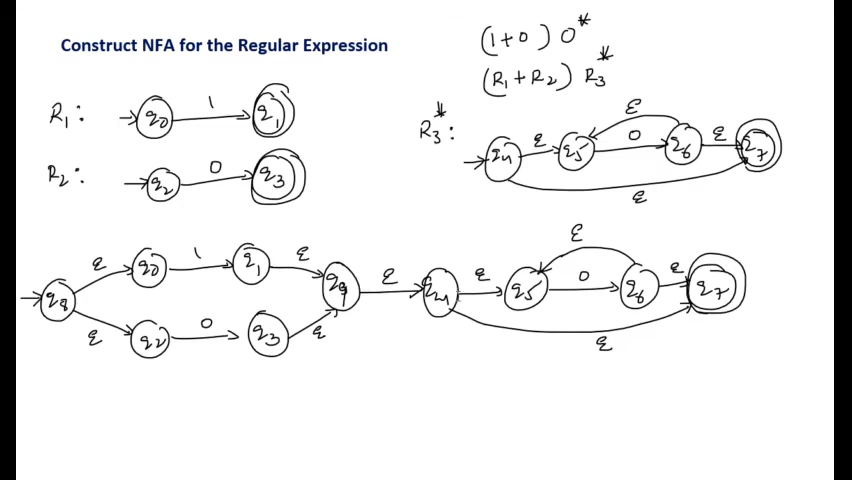 Construct NFA for the Regular Expression
(1+0) 0*
(R1 + R2) R3*
R1: q0 1 q1
R2: q2 0 q3
R3*: q4 ε q5 0 q6 ε q7
ε
ε
q8 ε q0 1 q1 ε q9 ε q4 ε q5 0 q6 ε q7
ε q2 0 q3 ε
ε
ε